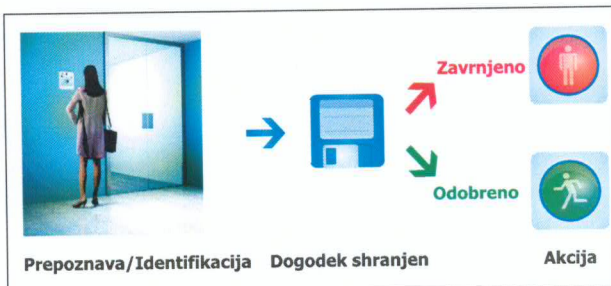 Zavrnjeno
Odobreno
Prepoznava/Identifikacija Dogodek shranjen Akcija